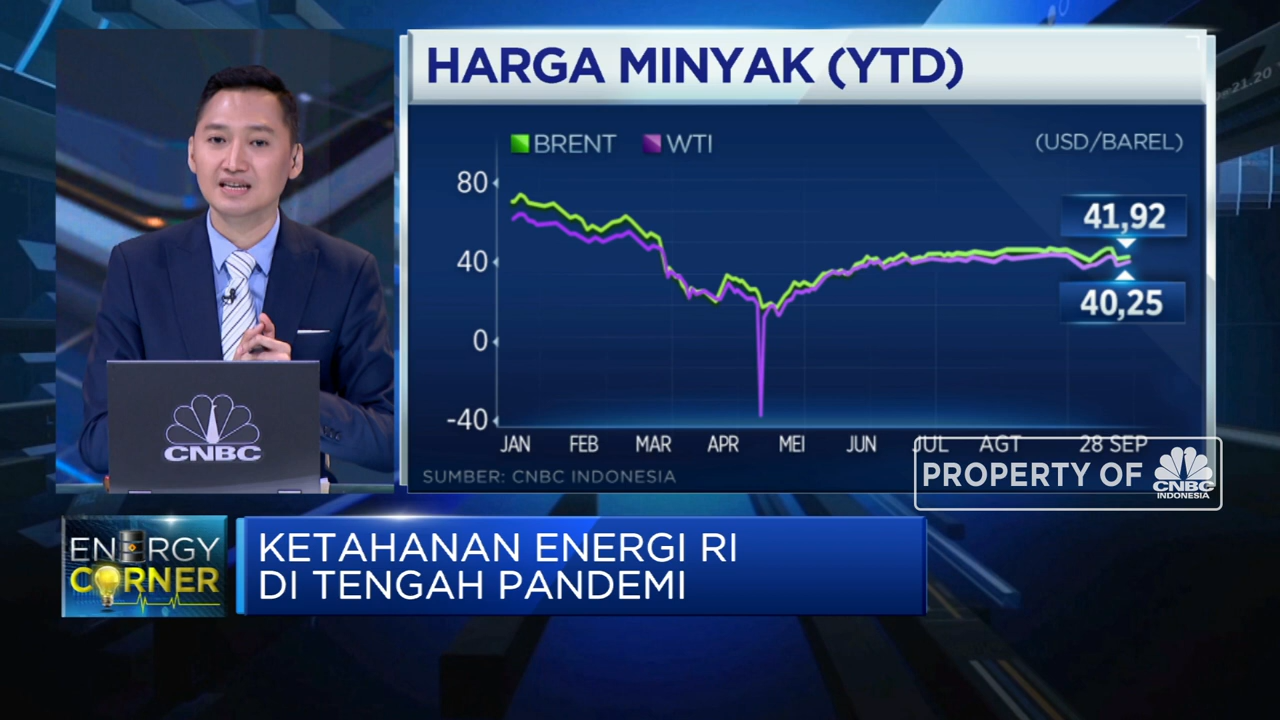 HARGA MINYAK (YTD)
BRENT WTI (USD/BAREL)
80
40
0
-40
41,92
40,25
JAN FEB MAR APR MEI JUN JUL AGT 28 SEP
SUMBER: CNBC INDONESIA
PROPERTY OF CNBC INDONESIA
CNBC
ENERGY CORNER
KETAHANAN ENERGI RI
DI TENGAH PANDEMI